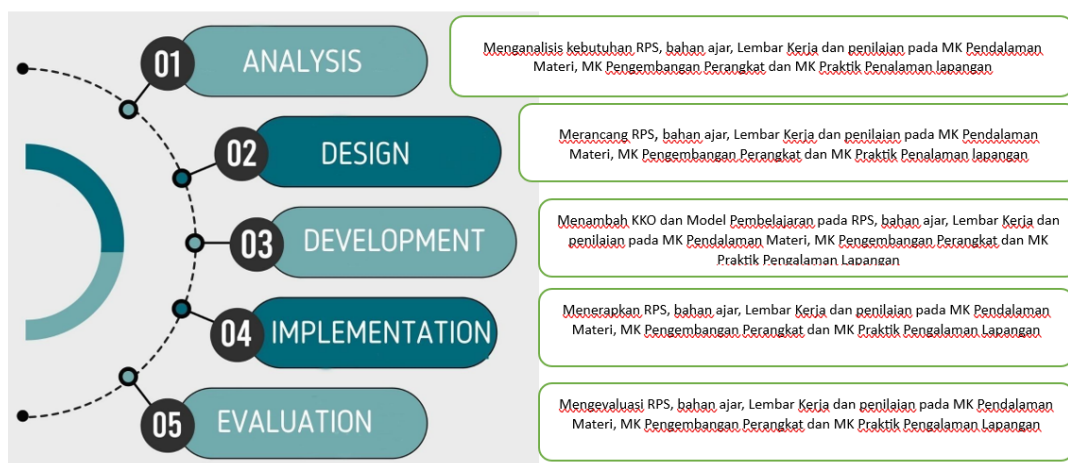 01 ANALYSIS
Menganalisis kebutuhan RPS, bahan ajar, Lembar Kerja dan penilaian pada MK Pendalaman
Materi, MK Pengembangan Perangkat dan MK Praktik Penalaman lapangan
02 DESIGN
Merancang RPS, bahan ajar, Lembar Kerja dan penilaian pada MK Pendalaman
Materi, MK Pengembangan Perangkat dan MK Praktik Penalaman lapangan
03 DEVELOPMENT
Menambah KKO dan Model Pembelajaran pada RPS, bahan ajar, Lembar Kerja dan
penilaian pada MK Pendalaman Materi, MK Pengembangan Perangkat dan MK
Praktik Pengalaman Lapangan
04 IMPLEMENTATION
Menerapkan RPS, bahan ajar, Lembar Kerja dan penilaian pada MK Pendalaman
Materi, MK Pengembangan Perangkat dan MK Praktik Pengalaman Lapangan
05 EVALUATION
Mengevaluasi RPS, bahan ajar, Lembar Kerja dan penilaian pada MK Pendalaman
Materi, MK Pengembangan Perangkat dan MK Praktik Pengalaman Lapangan